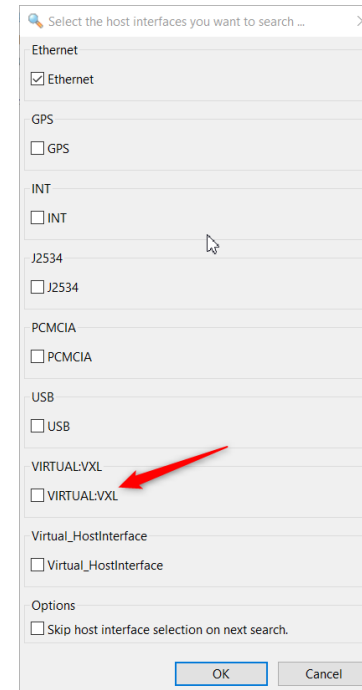 Select the host interfaces you want to search ...
Ethernet
Ethernet
GPS
GPS
INT
INT
J2534
J2534
PCMCIA
PCMCIA
USB
USB
VIRTUAL:VXL
VIRTUAL:VXL
Virtual_HostInterface
Virtual_HostInterface
Options
Skip host interface selection on next search.
OK
Cancel